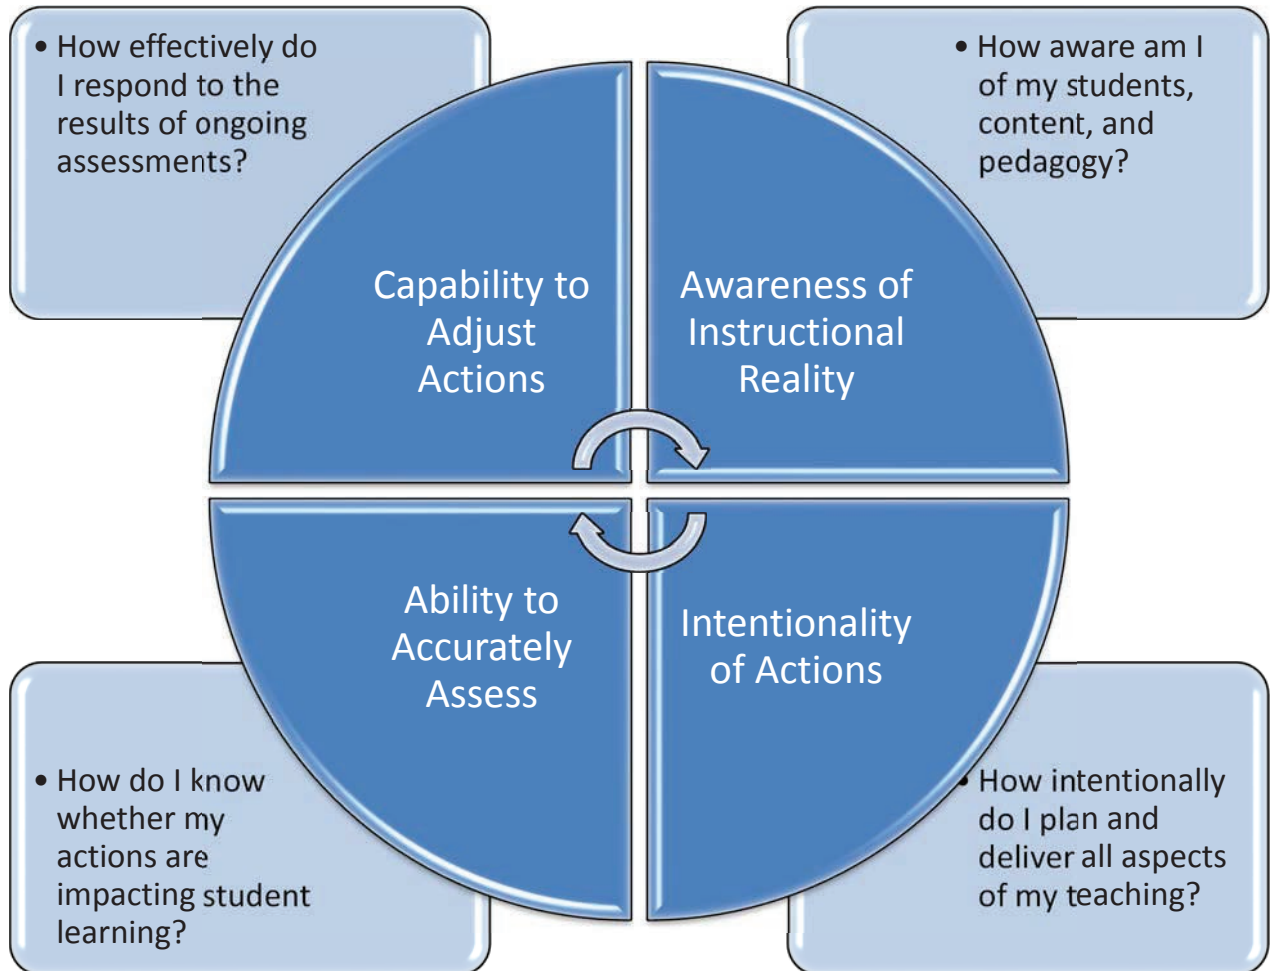 • How effectively do
I respond to the
results of ongoing
assessments?
• How aware am I
of my students,
content, and
pedagogy?
Capability to
Adjust
Actions
Awareness of
Instructional
Reality
Ability to
Accurately
Assess
Intentionality
of Actions
• How do I know
whether my
actions are
impacting student
learning?
• How intentionally
do I plan and
deliver all aspects
of my teaching?